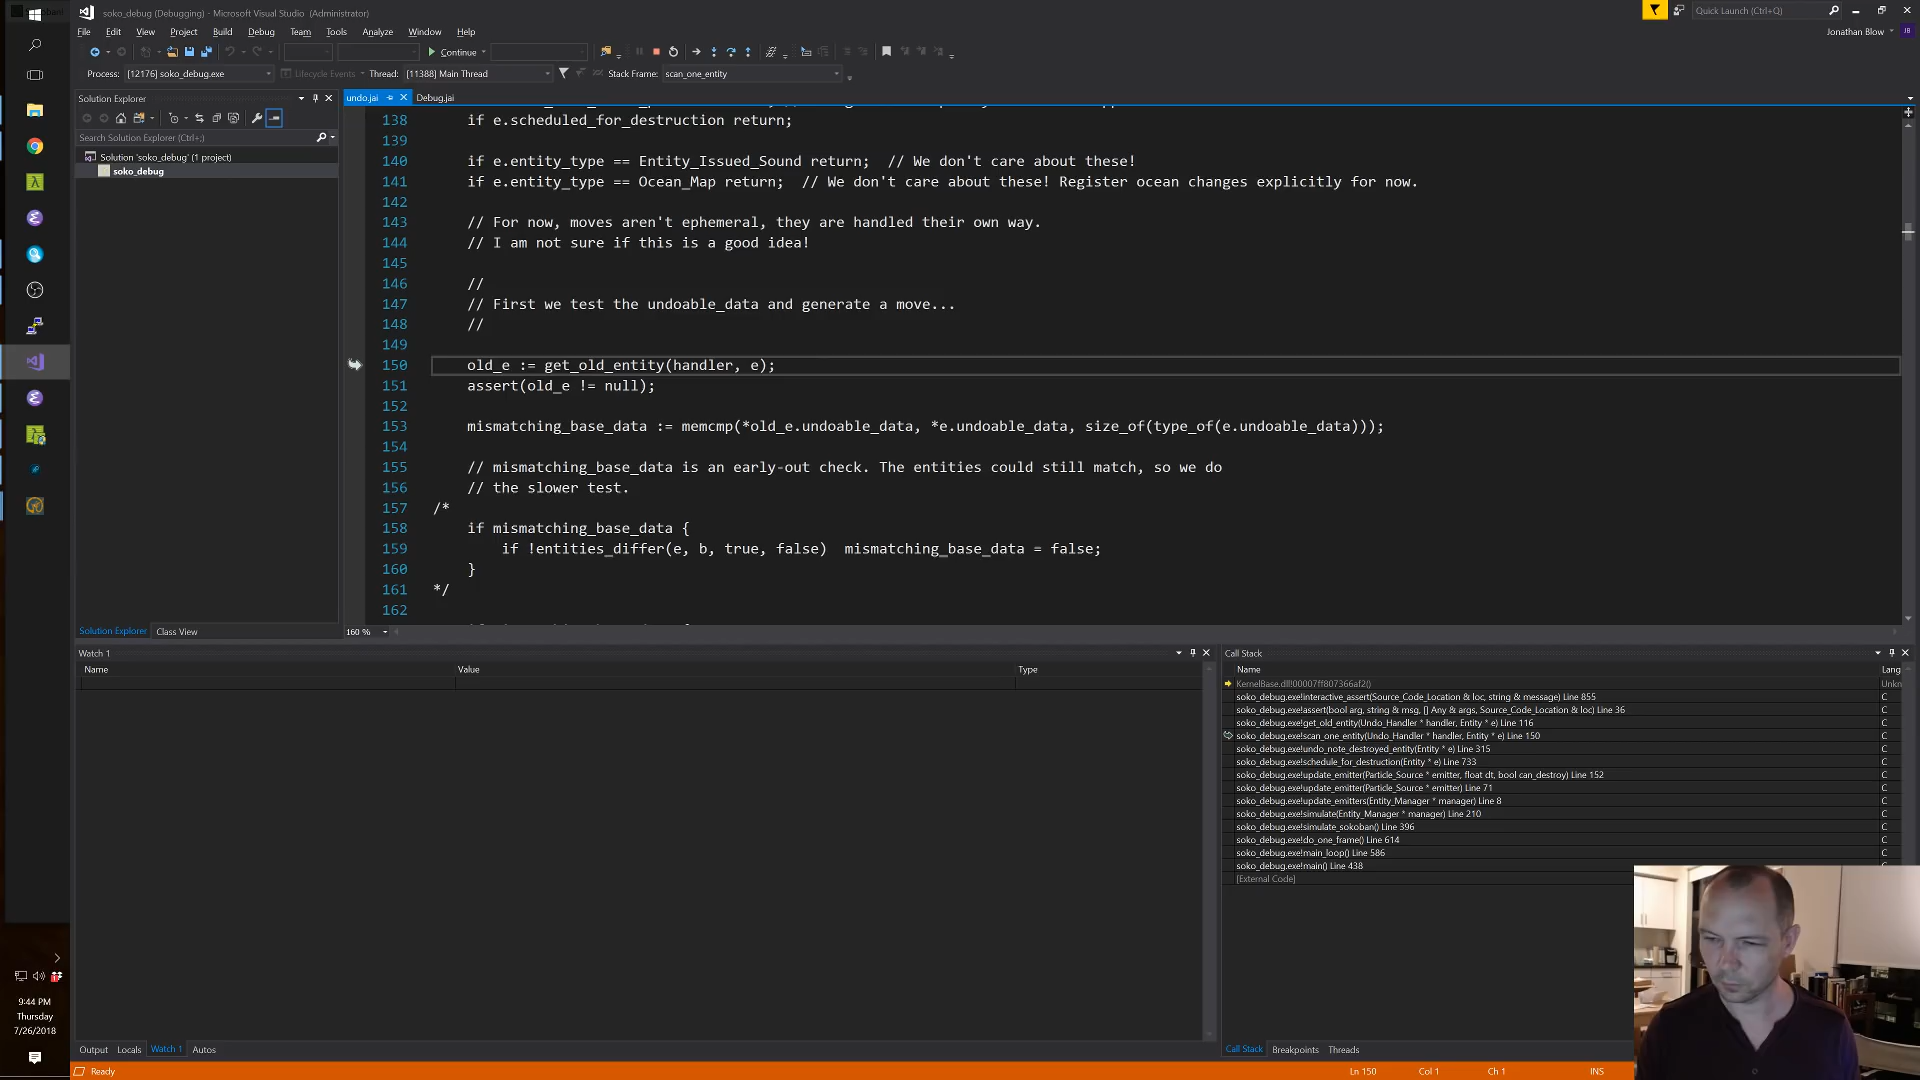 soko_debug (Debugging) - Microsoft Visual Studio (Administrator)
Quick Launch (Ctrl+Q)
File Edit View Project Build Debug Team Tools Analyze Window Help
Jonathan Blow
Continue
Process: [12176] soko_debug.exe Lifecycle Events Thread: [11388] Main Thread Stack Frame: scan_one_entity
Solution Explorer
undo.jai Debug.jai
Search Solution Explorer (Ctrl+;)
Solution 'soko_debug' (1 project)
soko_debug
138 if e.scheduled_for_destruction return;
139
140 if e.entity_type == Entity_Issued_Sound return; // We don't care about these!
141 if e.entity_type == Ocean_Map return; // We don't care about these! Register ocean changes explicitly for now.
142
143 // For now, moves aren't ephemeral, they are handled their own way.
144 // I am not sure if this is a good idea!
145
146 //
147 // First we test the undoable_data and generate a move...
148 //
149
150 old_e := get_old_entity(handler, e);
151 assert(old_e != null);
152
153 mismatching_base_data := memcmp(*old_e.undoable_data, *e.undoable_data, size_of(type_of(e.undoable_data)));
154
155 // mismatching_base_data is an early-out check. The entities could still match, so we do
156 // the slower test.
157 /*
158 if mismatching_base_data {
159 if !entities_differ(e, b, true, false) mismatching_base_data = false;
160 }
161 */
162
Solution Explorer Class View
160 %
Watch 1
Name Value Type
Call Stack
Name Lang
KernelBase.dll!00007ff807366af2() Unkn
soko_debug.exe!interactive_assert(Source_Code_Location & loc, string & message) Line 855 C
soko_debug.exe!assert(bool arg, string & msg, [] Any & args, Source_Code_Location & loc) Line 36 C
soko_debug.exe!get_old_entity(Undo_Handler * handler, Entity * e) Line 116 C
soko_debug.exe!scan_one_entity(Undo_Handler * handler, Entity * e) Line 150 C
soko_debug.exe!undo_note_destroyed_entity(Entity * e) Line 315 C
soko_debug.exe!schedule_for_destruction(Entity * e) Line 733 C
soko_debug.exe!update_emitter(Particle_Source * emitter, float dt, bool can_destroy) Line 152 C
soko_debug.exe!update_emitter(Particle_Source * emitter) Line 71 C
soko_debug.exe!update_emitters(Entity_Manager * manager) Line 8 C
soko_debug.exe!simulate(Entity_Manager * manager) Line 210 C
soko_debug.exe!simulate_sokoban() Line 396 C
soko_debug.exe!do_one_frame() Line 614 C
soko_debug.exe!main_loop() Line 586 C
soko_debug.exe!main() Line 438 C
[External Code]
9:44 PM
Thursday
7/26/2018
Output Locals Watch 1 Autos
Call Stack Breakpoints Threads
Ready
Ln 150 Col 1 Ch 1 INS